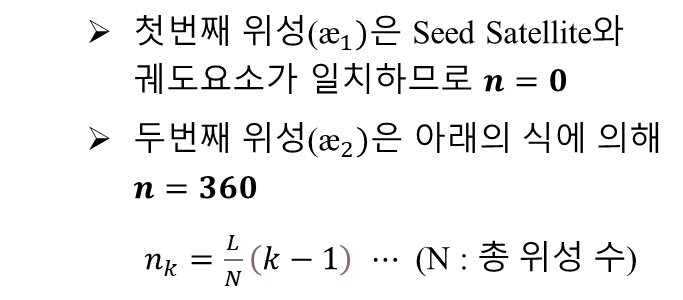 ➢ 첫번째 위성(æ₁)은 Seed Satellite와
궤도요소가 일치하므로 n = 0
➢ 두번째 위성(æ₂)은 아래의 식에 의해
n = 360
nₖ = L/N (k − 1) ⋯ (N : 총 위성 수)